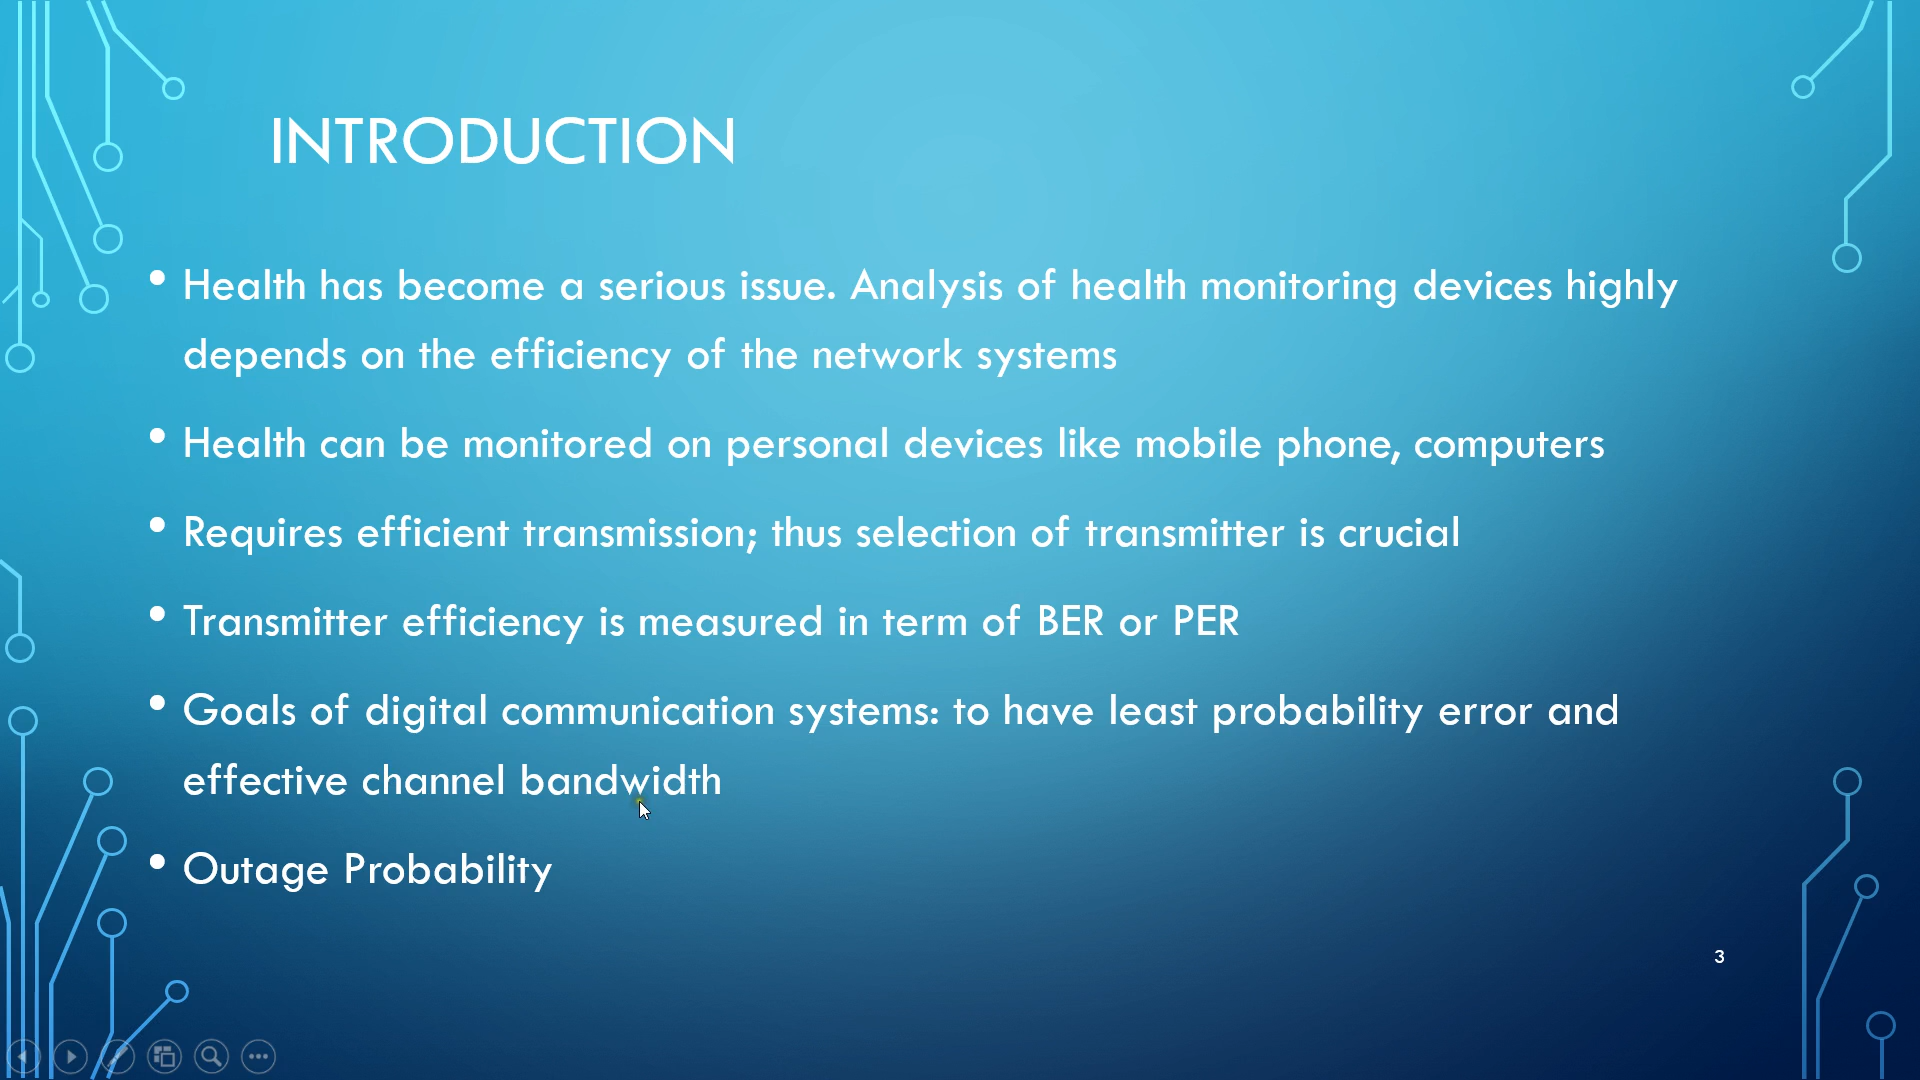 INTRODUCTION
• Health has become a serious issue. Analysis of health monitoring devices highly
depends on the efficiency of the network systems
• Health can be monitored on personal devices like mobile phone, computers
• Requires efficient transmission; thus selection of transmitter is crucial
• Transmitter efficiency is measured in term of BER or PER
• Goals of digital communication systems: to have least probability error and
effective channel bandwidth
• Outage Probability
3